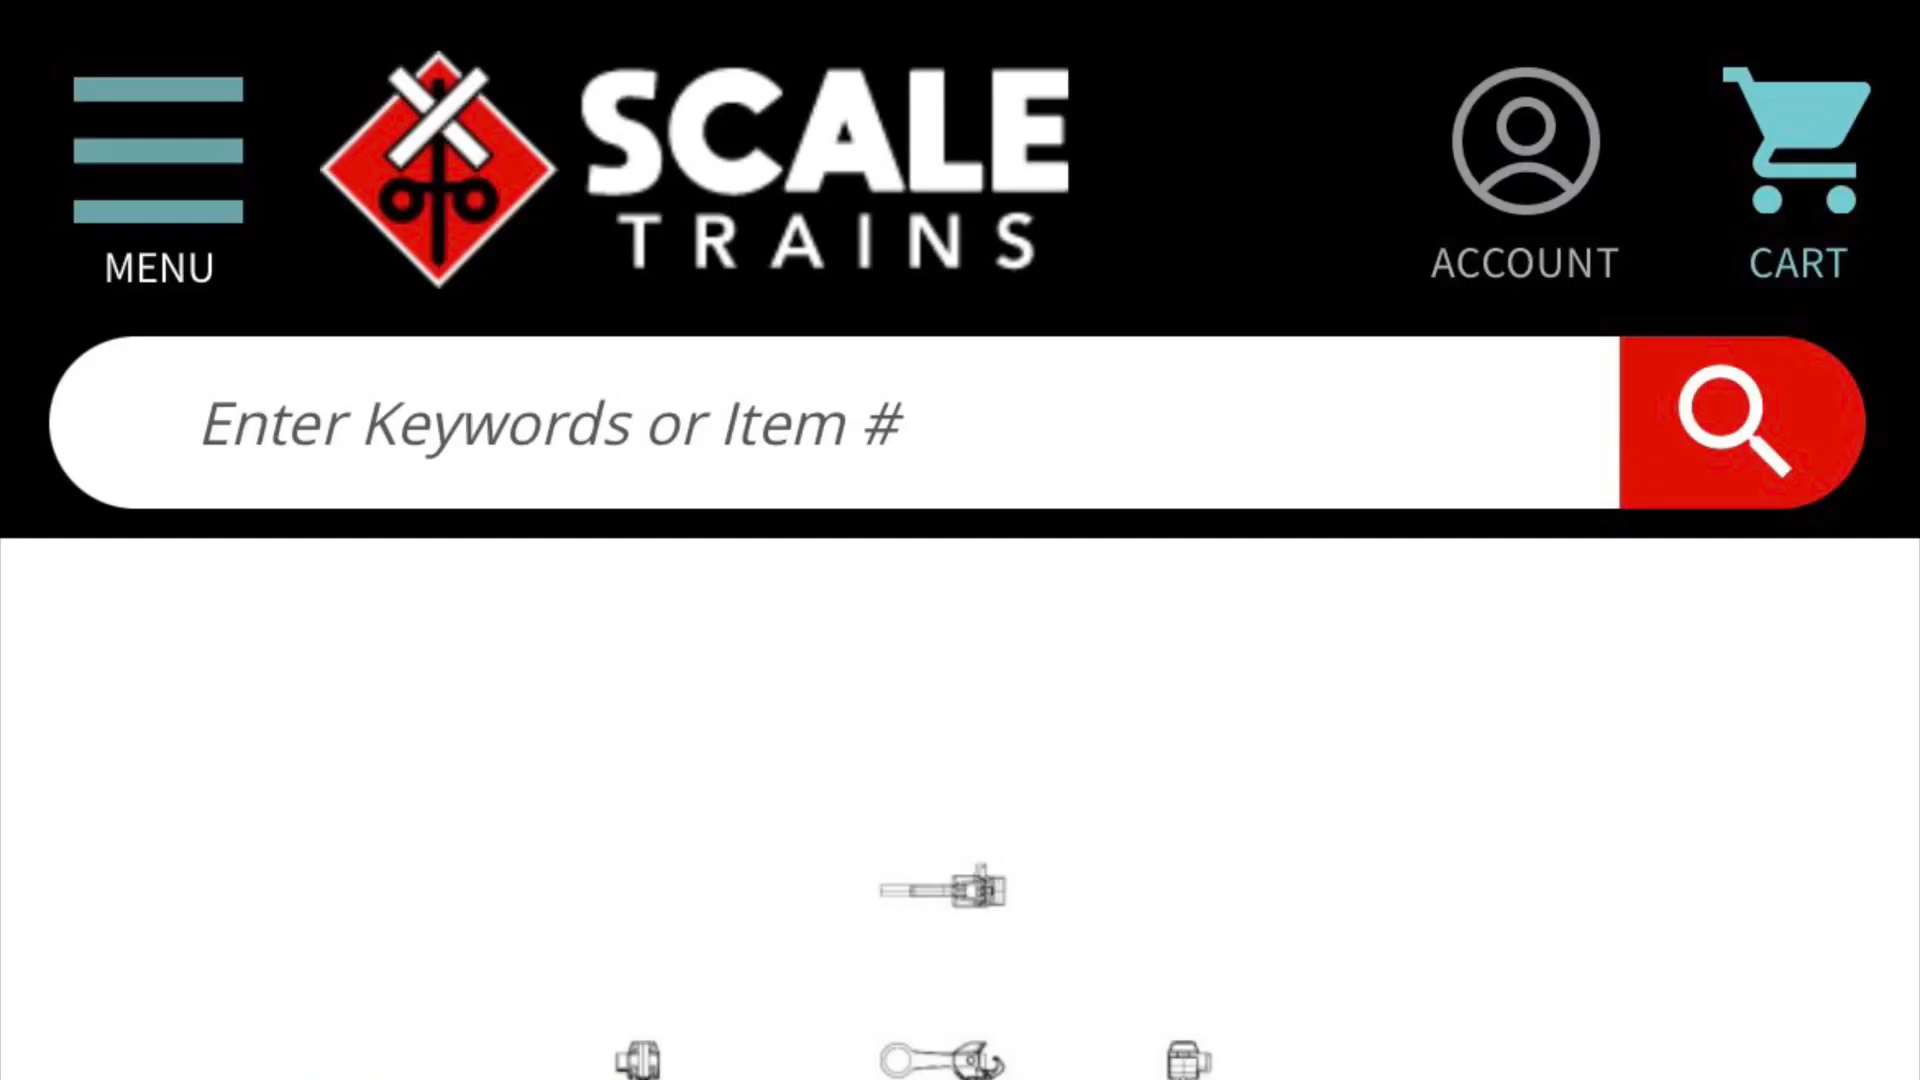 SCALE
TRAINS
MENU
ACCOUNT
CART
Enter Keywords or Item #